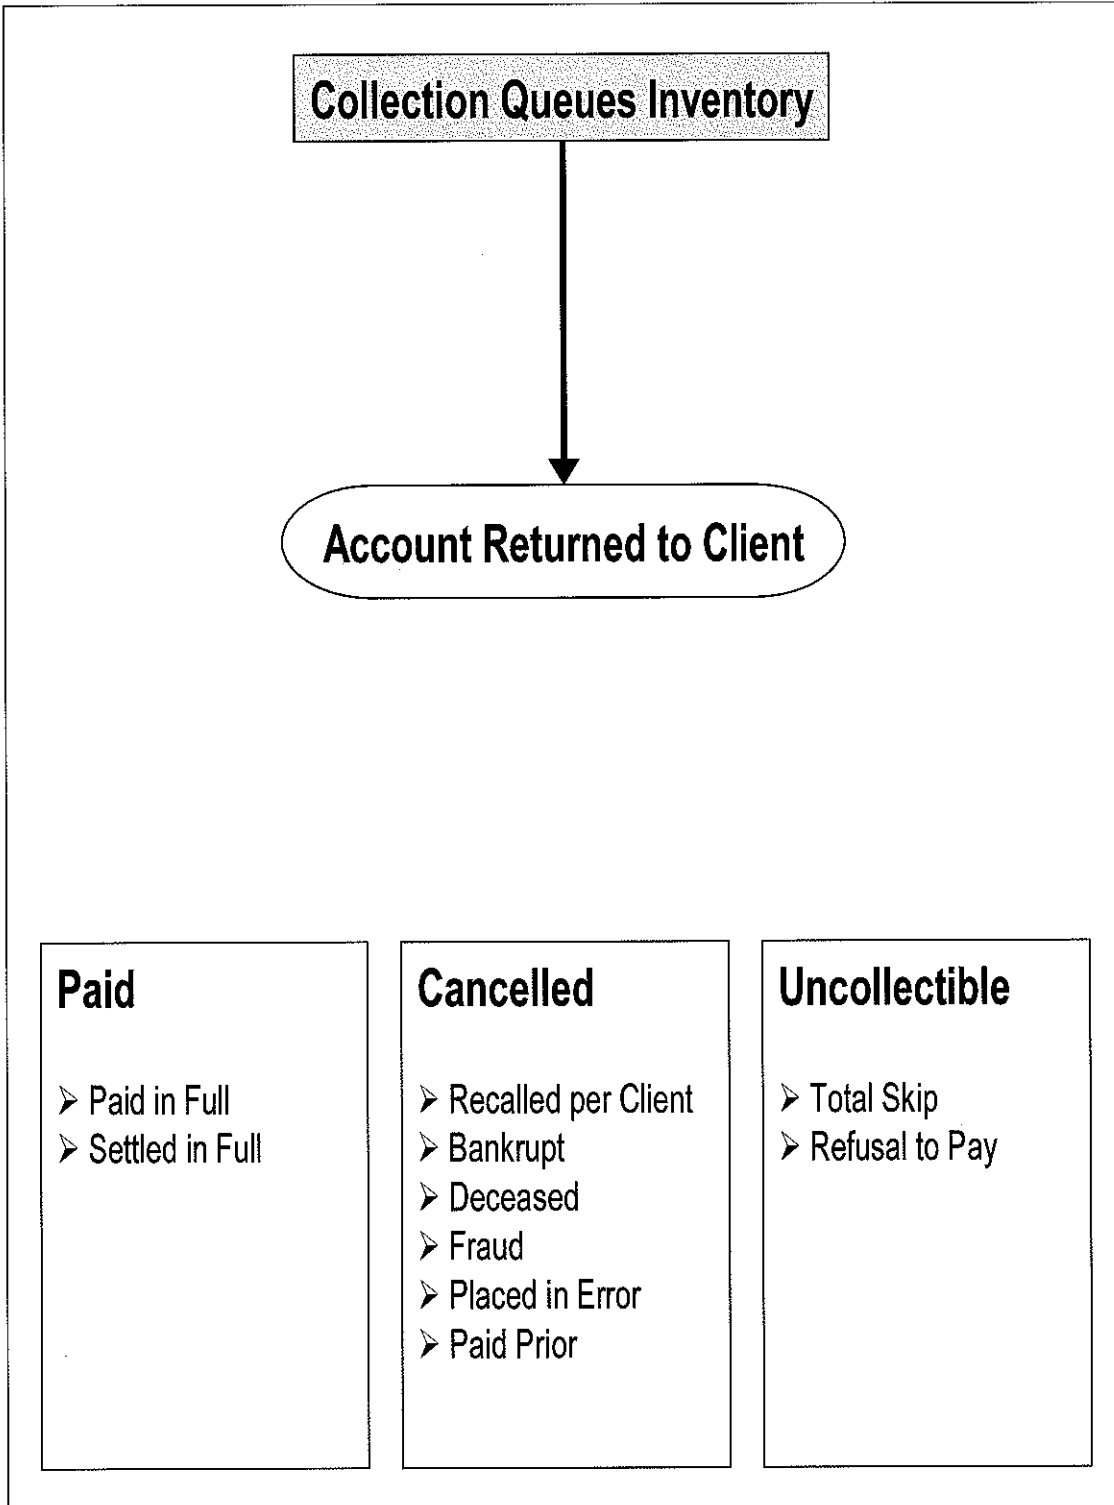 Collection Queues Inventory
Account Returned to Client
Paid
➢ Paid in Full
➢ Settled in Full
Cancelled
➢ Recalled per Client
➢ Bankrupt
➢ Deceased
➢ Fraud
➢ Placed in Error
➢ Paid Prior
Uncollectible
➢ Total Skip
➢ Refusal to Pay